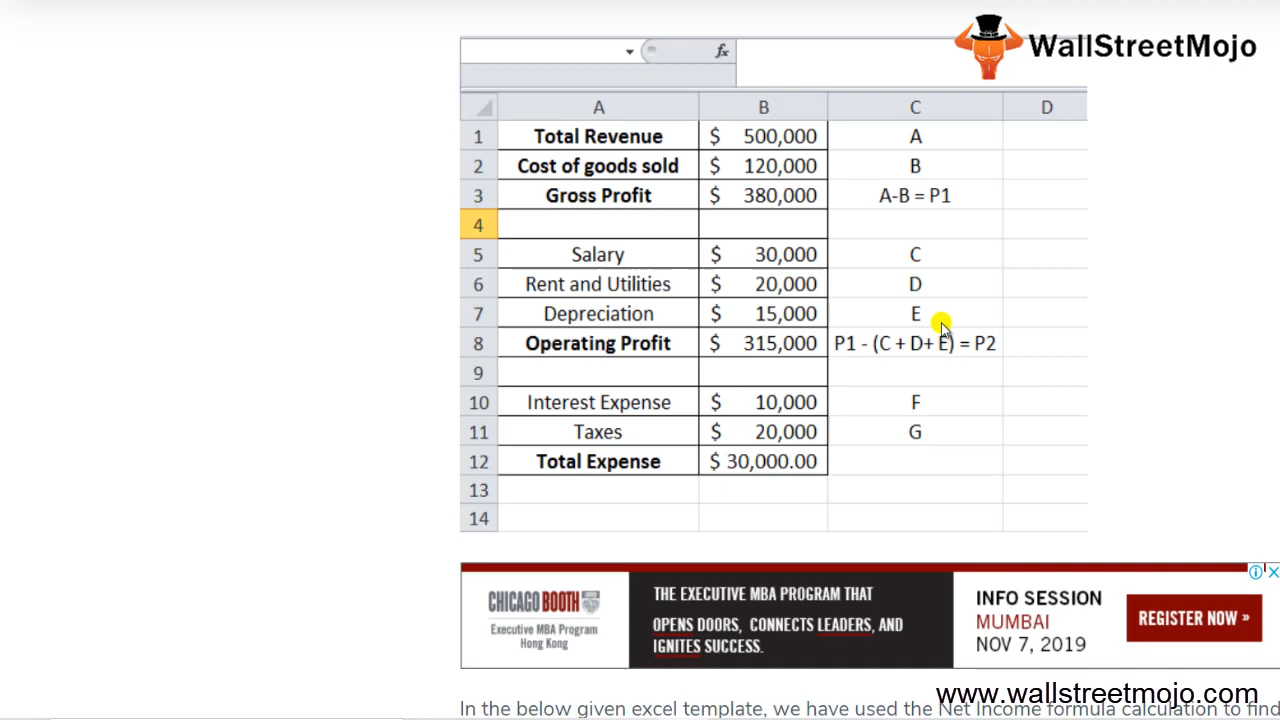 WallStreetMojo
fx
A B C D
1 Total Revenue $ 500,000 A
2 Cost of goods sold $ 120,000 B
3 Gross Profit $ 380,000 A-B = P1
4
5 Salary $ 30,000 C
6 Rent and Utilities $ 20,000 D
7 Depreciation $ 15,000 E
8 Operating Profit $ 315,000 P1 - (C + D+ E) = P2
9
10 Interest Expense $ 10,000 F
11 Taxes $ 20,000 G
12 Total Expense $ 30,000.00
13
14
CHICAGO BOOTH
Executive MBA Program
Hong Kong
THE EXECUTIVE MBA PROGRAM THAT
OPENS DOORS, CONNECTS LEADERS, AND
IGNITES SUCCESS.
INFO SESSION
MUMBAI
NOV 7, 2019
REGISTER NOW »
www.wallstreetmojo.com
In the below given excel template, we have used the Net Income formula calculation to find